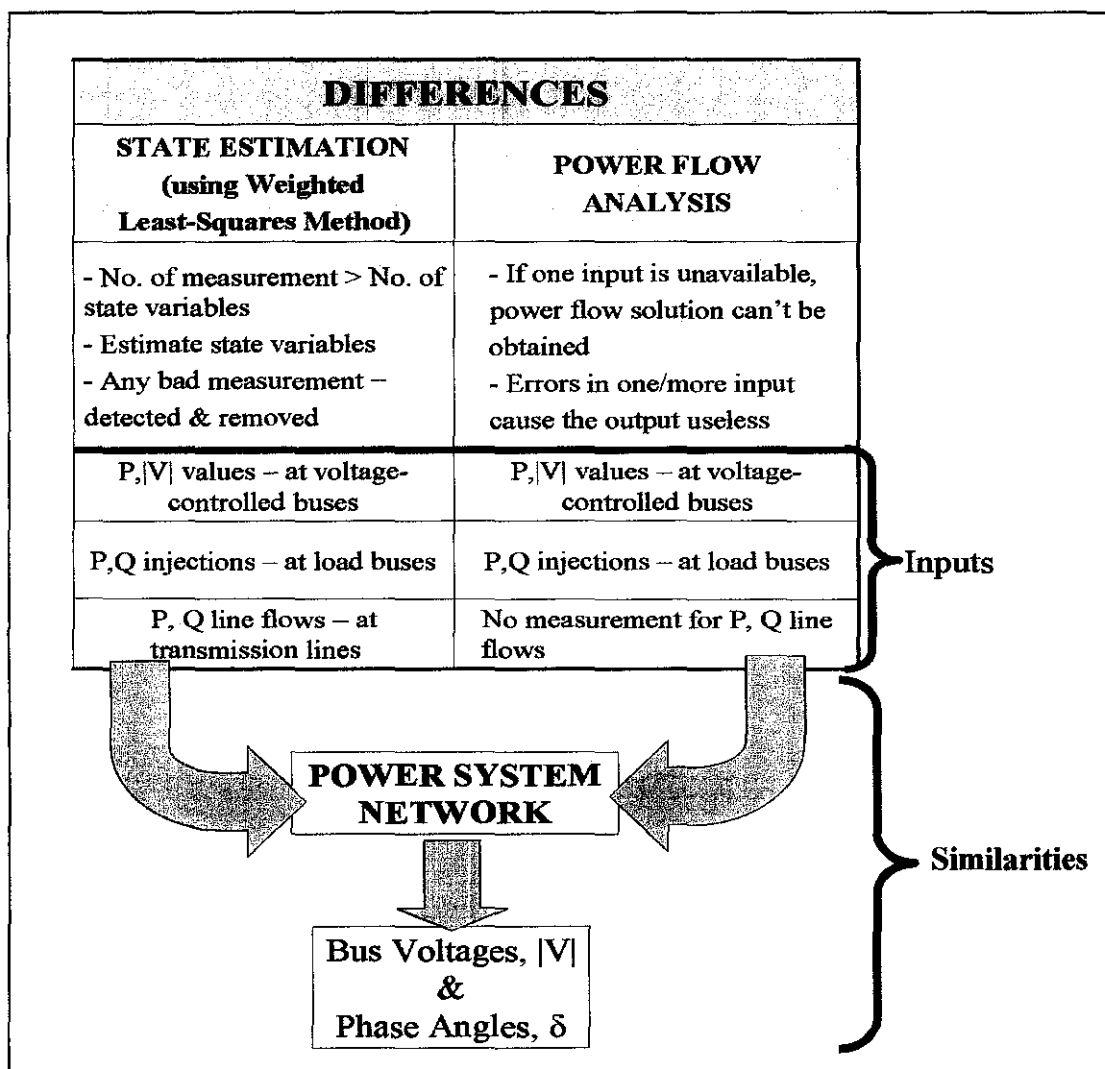 DIFFERENCES
STATE ESTIMATION
(using Weighted
Least-Squares Method)
POWER FLOW
ANALYSIS
- No. of measurement > No. of
state variables
- Estimate state variables
- Any bad measurement –
detected & removed
- If one input is unavailable,
power flow solution can't be
obtained
- Errors in one/more input
cause the output useless
P,|V| values – at voltage-
controlled buses
P,|V| values – at voltage-
controlled buses
P,Q injections – at load buses
P,Q injections – at load buses
Inputs
P, Q line flows – at
transmission lines
No measurement for P, Q line
flows
POWER SYSTEM
NETWORK
Similarities
Bus Voltages, |V|
&
Phase Angles, δ